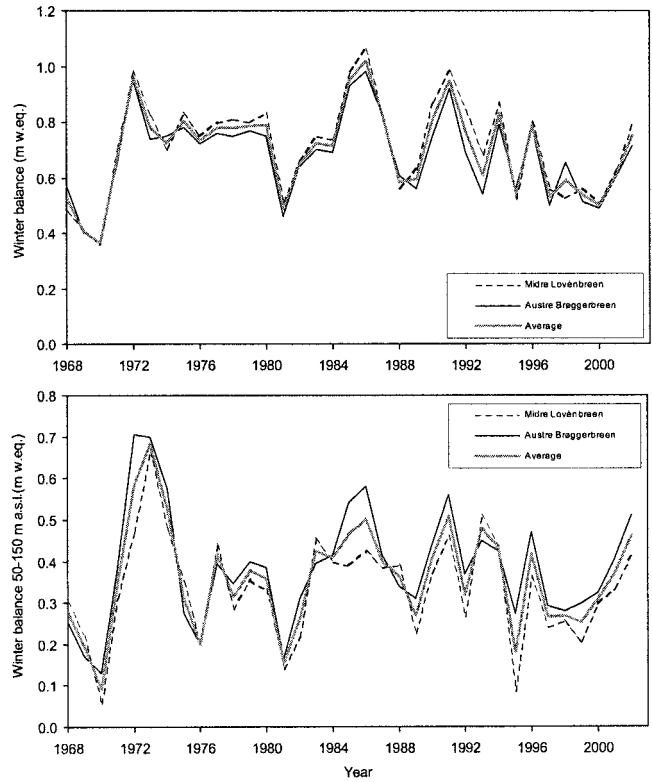 Winter balance (m w.eq.)
1.2
1.0
0.8
0.6
0.4
0.2
0.0
Midre Lovénbreen
Austre Brøggerbreen
Average
1968 1972 1976 1980 1984 1988 1992 1996 2000
Winter balance 50-150 m a.s.l.(m w.eq.)
0.8
0.7
0.6
0.5
0.4
0.3
0.2
0.1
0.0
Midre Lovénbreen
Austre Brøggerbreen
Average
1968 1972 1976 1980 1984 1988 1992 1996 2000
Year